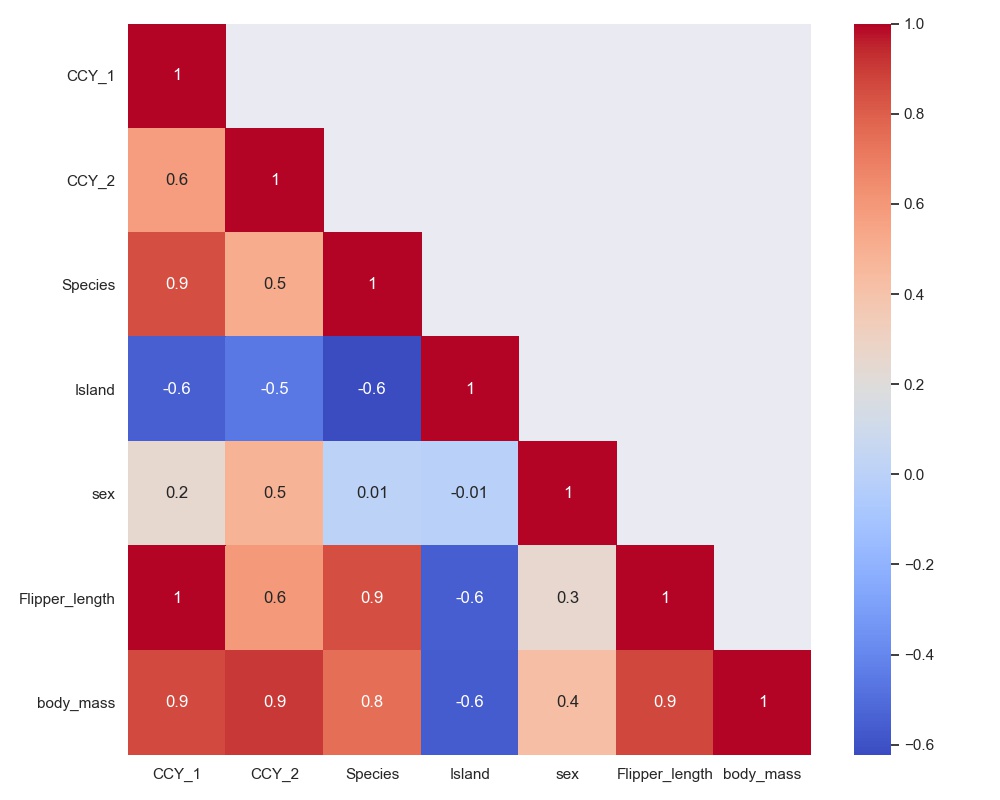 CCY_1 1
CCY_2 0.6 1
Species 0.9 0.5 1
Island -0.6 -0.5 -0.6 1
sex 0.2 0.5 0.01 -0.01 1
Flipper_length 1 0.6 0.9 -0.6 0.3 1
body_mass 0.9 0.9 0.8 -0.6 0.4 0.9 1
CCY_1 CCY_2 Species Island sex Flipper_length body_mass
1.0
0.8
0.6
0.4
0.2
0.0
−0.2
−0.4
−0.6